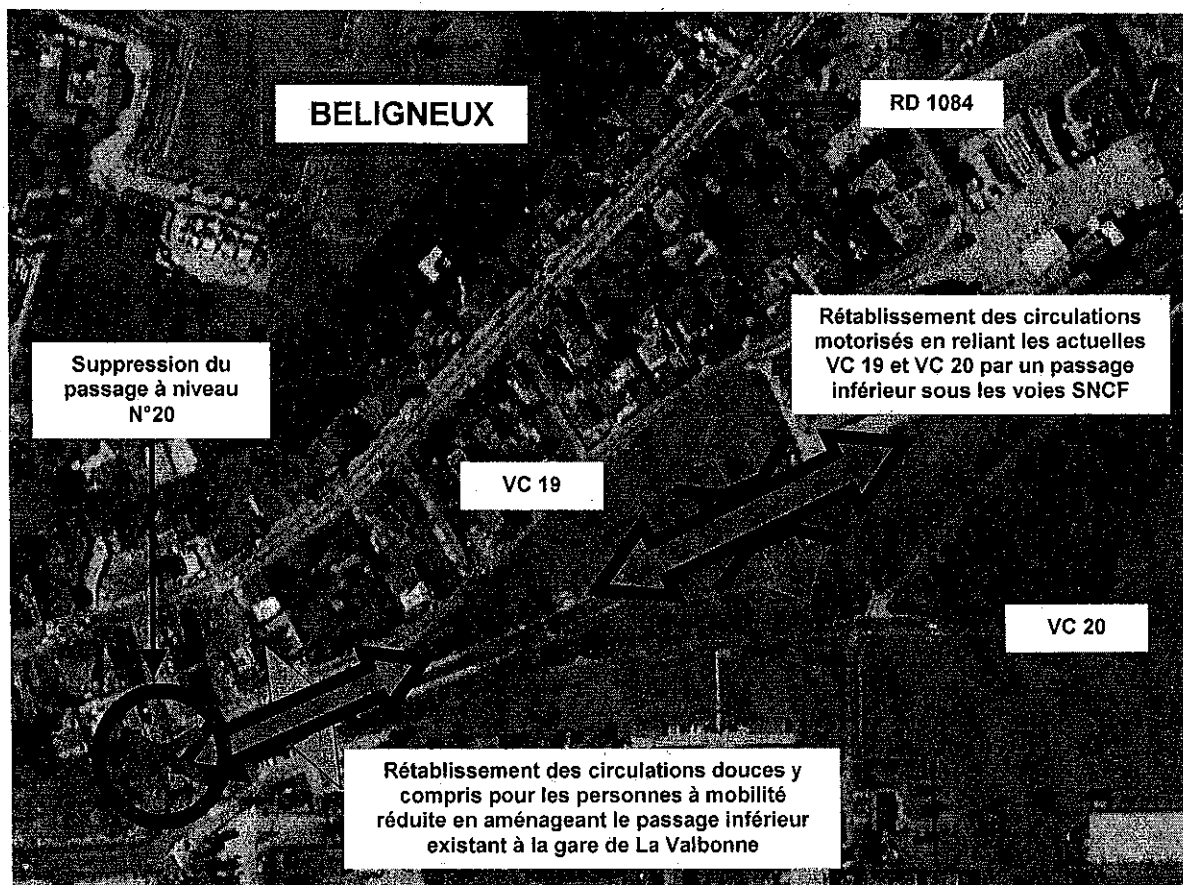 BELIGNEUX
RD 1084
Rétablissement des circulations
motorisés en reliant les actuelles
VC 19 et VC 20 par un passage
inférieur sous les voies SNCF
Suppression du
passage à niveau
N°20
VC 19
VC 20
Rétablissement des circulations douces y
compris pour les personnes à mobilité
réduite en aménageant le passage inférieur
existant à la gare de La Valbonne